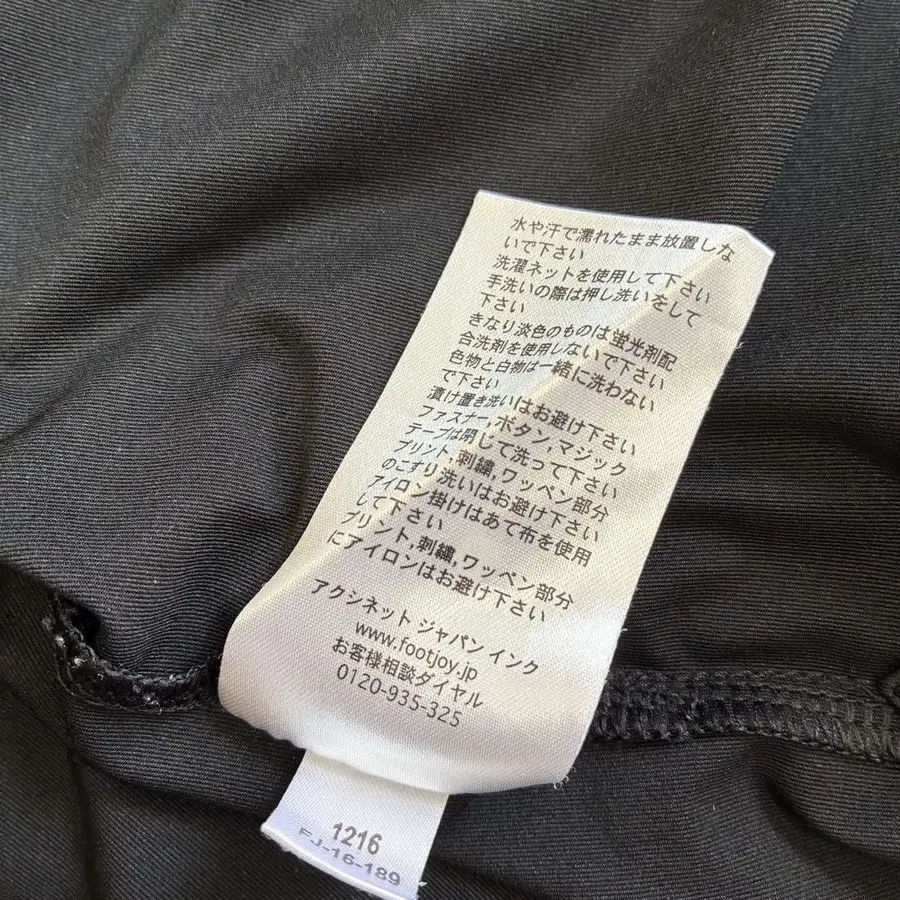 水や汗で濡れたまま放置しな
いで下さい
洗濯ネットを使用して下さい
手洗いの際は押し洗いをして
下さい
きなり淡色のものは蛍光剤配
合洗剤を使用しないで下さい
色物と白物は一緒に洗わない
で下さい
漬け置き洗いはお避け下さい
ファスナー,ボタン,マジック
テープは閉じて洗って下さい
プリント,刺繍,ワッペン部分
のこすり洗いはお避け下さい
アイロン掛けはあて布を使用
して下さい
プリント,刺繍,ワッペン部分
にアイロンはお避け下さい
アクシネット ジャパン インク
www.footjoy.jp
お客様相談ダイヤル
0120-935-325
1216
FJ-16-189